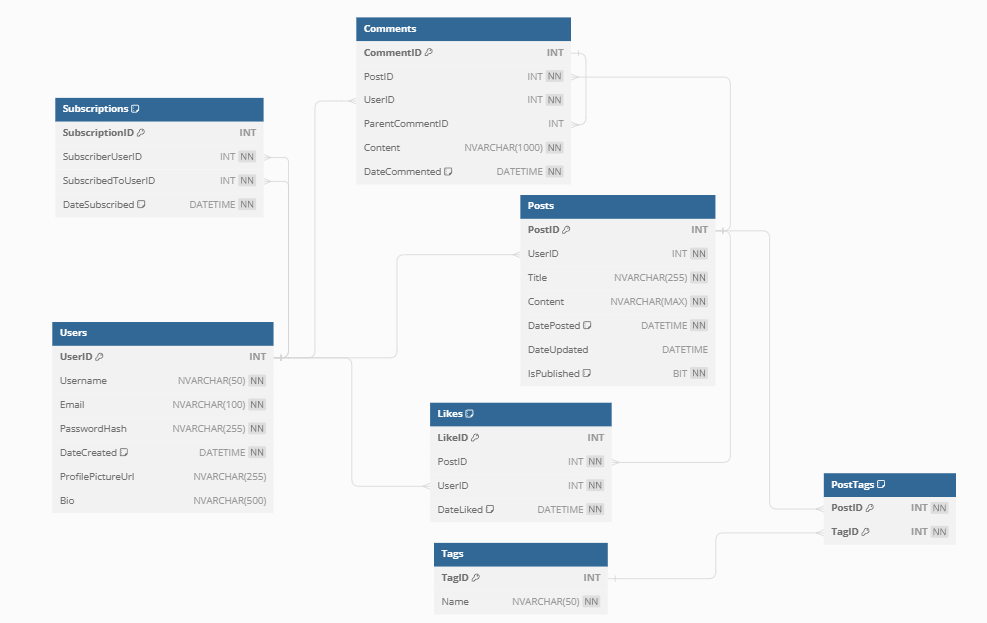 Comments
CommentID INT
PostID INT NN
UserID INT NN
ParentCommentID INT
Content NVARCHAR(1000) NN
DateCommented DATETIME NN
Subscriptions
SubscriptionID INT
SubscriberUserID INT NN
SubscribedToUserID INT NN
DateSubscribed DATETIME NN
Posts
PostID INT
UserID INT NN
Title NVARCHAR(255) NN
Content NVARCHAR(MAX) NN
DatePosted DATETIME NN
DateUpdated DATETIME
IsPublished BIT NN
Users
UserID INT
Username NVARCHAR(50) NN
Email NVARCHAR(100) NN
PasswordHash NVARCHAR(255) NN
DateCreated DATETIME NN
ProfilePictureUrl NVARCHAR(255)
Bio NVARCHAR(500)
Likes
LikeID INT
PostID INT NN
UserID INT NN
DateLiked DATETIME NN
PostTags
PostID INT NN
TagID INT NN
Tags
TagID INT
Name NVARCHAR(50) NN